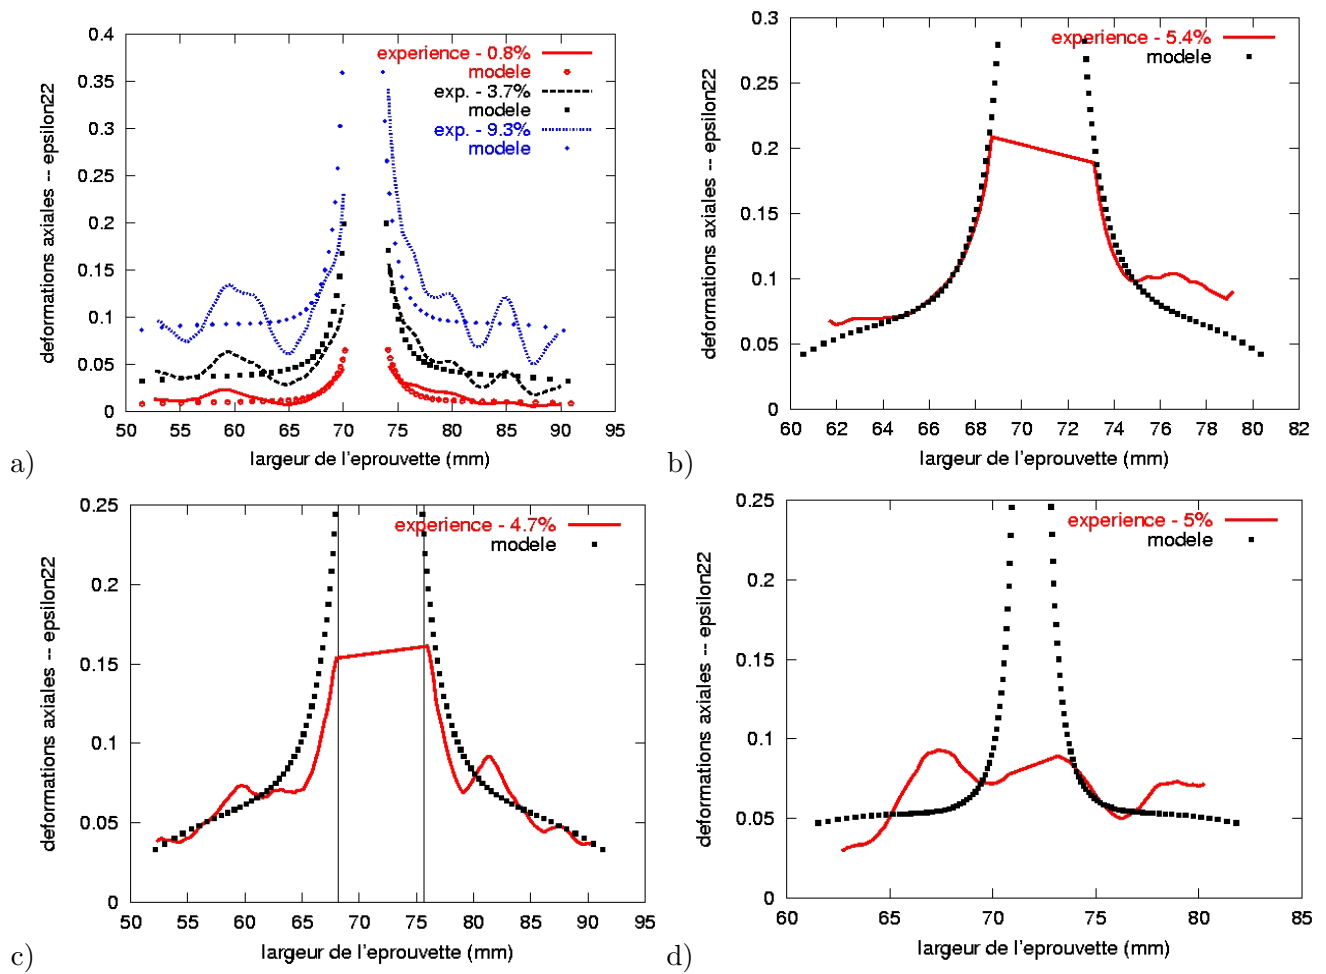 0.4
0.35
0.3
0.25
0.2
0.15
0.1
0.05
0
50 55 60 65 70 75 80 85 90 95
deformations axiales -- epsilon22
largeur de l'eprouvette (mm)
experience - 0.8%
modele
exp. - 3.7%
modele
exp. - 9.3%
modele
a)
0.3
0.25
0.2
0.15
0.1
0.05
0
60 62 64 66 68 70 72 74 76 78 80 82
deformations axiales -- epsilon22
largeur de l'eprouvette (mm)
experience - 5.4%
modele
b)
0.25
0.2
0.15
0.1
0.05
0
50 55 60 65 70 75 80 85 90 95
deformations axiales -- epsilon22
largeur de l'eprouvette (mm)
experience - 4.7%
modele
c)
0.25
0.2
0.15
0.1
0.05
0
60 65 70 75 80 85
deformations axiales -- epsilon22
largeur de l'eprouvette (mm)
experience - 5%
modele
d)